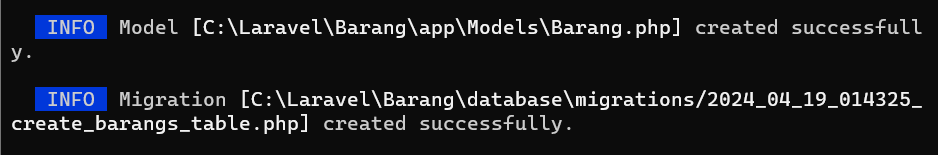 INFO Model [C:\Laravel\Barang\app\Models\Barang.php] created successfull
y.
INFO Migration [C:\Laravel\Barang\database\migrations/2024_04_19_014325_
create_barangs_table.php] created successfully.